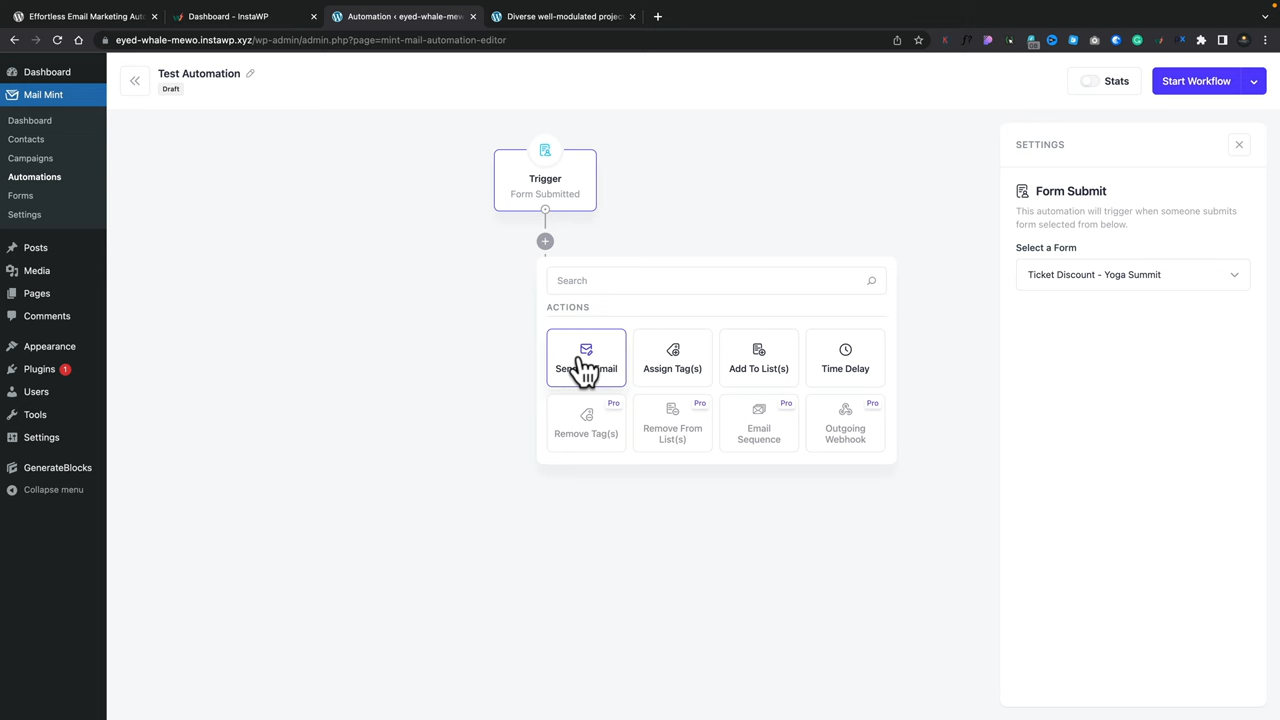 Effortless Email Marketing Auto
Dashboard - InstaWP
Automation ‹ eyed-whale-mewo
Diverse well-modulated project
eyed-whale-mewo.instawp.xyz/wp-admin/admin.php?page=mint-mail-automation-editor
Dashboard
Mail Mint
Dashboard
Contacts
Campaigns
Automations
Forms
Settings
Posts
Media
Pages
Comments
Appearance
Plugins 1
Users
Tools
Settings
GenerateBlocks
Collapse menu
Test Automation
Draft
Stats
Start Workflow
Trigger
Form Submitted
Search
ACTIONS
Assign Tag(s)
Add To List(s)
Time Delay
Pro
Remove Tag(s)
Pro
Remove From
List(s)
Pro
Email
Sequence
Pro
Outgoing
Webhook
SETTINGS
Form Submit
This automation will trigger when someone submits
form selected from below.
Select a Form
Ticket Discount - Yoga Summit